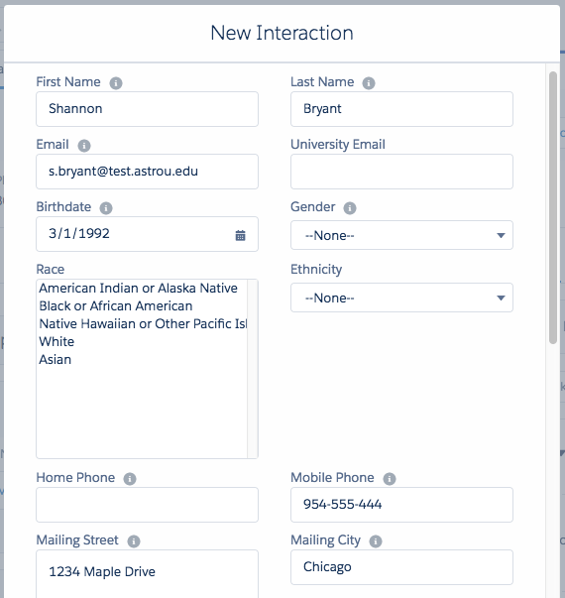 New Interaction
First Name
Last Name
Shannon
Bryant
Email
University Email
s.bryant@test.astrou.edu
Birthdate
Gender
3/1/1992
--None--
Race
Ethnicity
American Indian or Alaska Native
--None--
Black or African American
Native Hawaiian or Other Pacific Isl
White
Asian
Home Phone
Mobile Phone
954-555-444
Mailing Street
Mailing City
1234 Maple Drive
Chicago